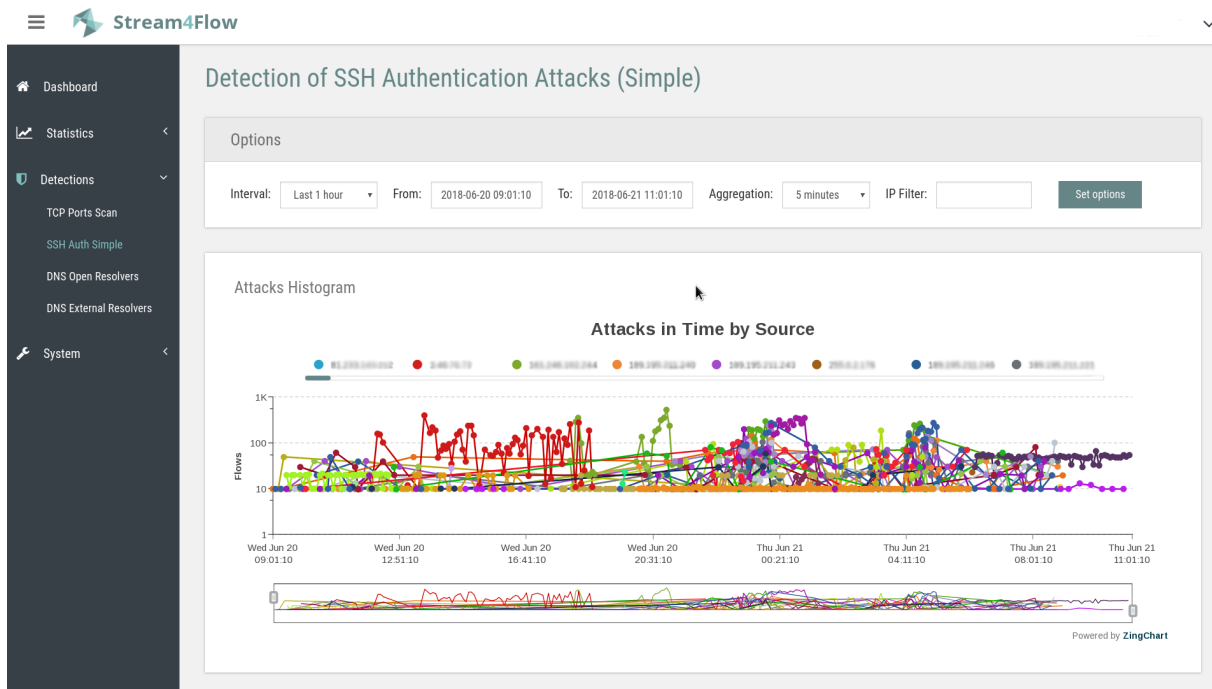 Stream4Flow
Dashboard
Statistics
Detections
TCP Ports Scan
SSH Auth Simple
DNS Open Resolvers
DNS External Resolvers
System
Detection of SSH Authentication Attacks (Simple)
Options
Interval: Last 1 hour From: 2018-06-20 09:01:10 To: 2018-06-21 11:01:10 Aggregation: 5 minutes IP Filter: Set options
Attacks Histogram
Attacks in Time by Source
1K
100
10
1
Flows
Wed Jun 20 Wed Jun 20 Wed Jun 20 Wed Jun 20 Thu Jun 21 Thu Jun 21 Thu Jun 21 Thu Jun 21
09:01:10 12:51:10 16:41:10 20:31:10 00:21:10 04:11:10 08:01:10 11:01:10
Powered by ZingChart